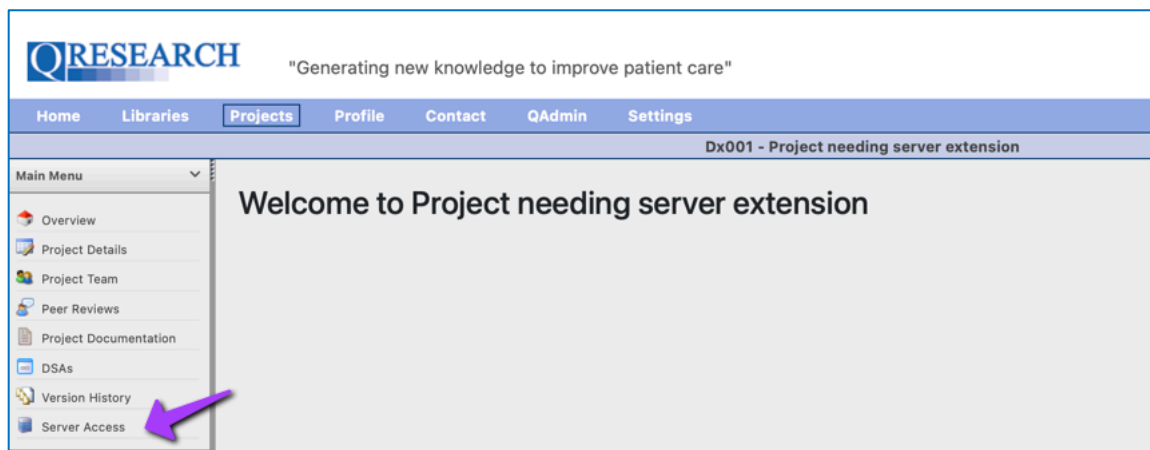 QRESEARCH
"Generating new knowledge to improve patient care"
Home Libraries Projects Profile Contact QAdmin Settings
Dx001 - Project needing server extension
Main Menu
Welcome to Project needing server extension
Overview
Project Details
Project Team
Peer Reviews
Project Documentation
DSAs
Version History
Server Access